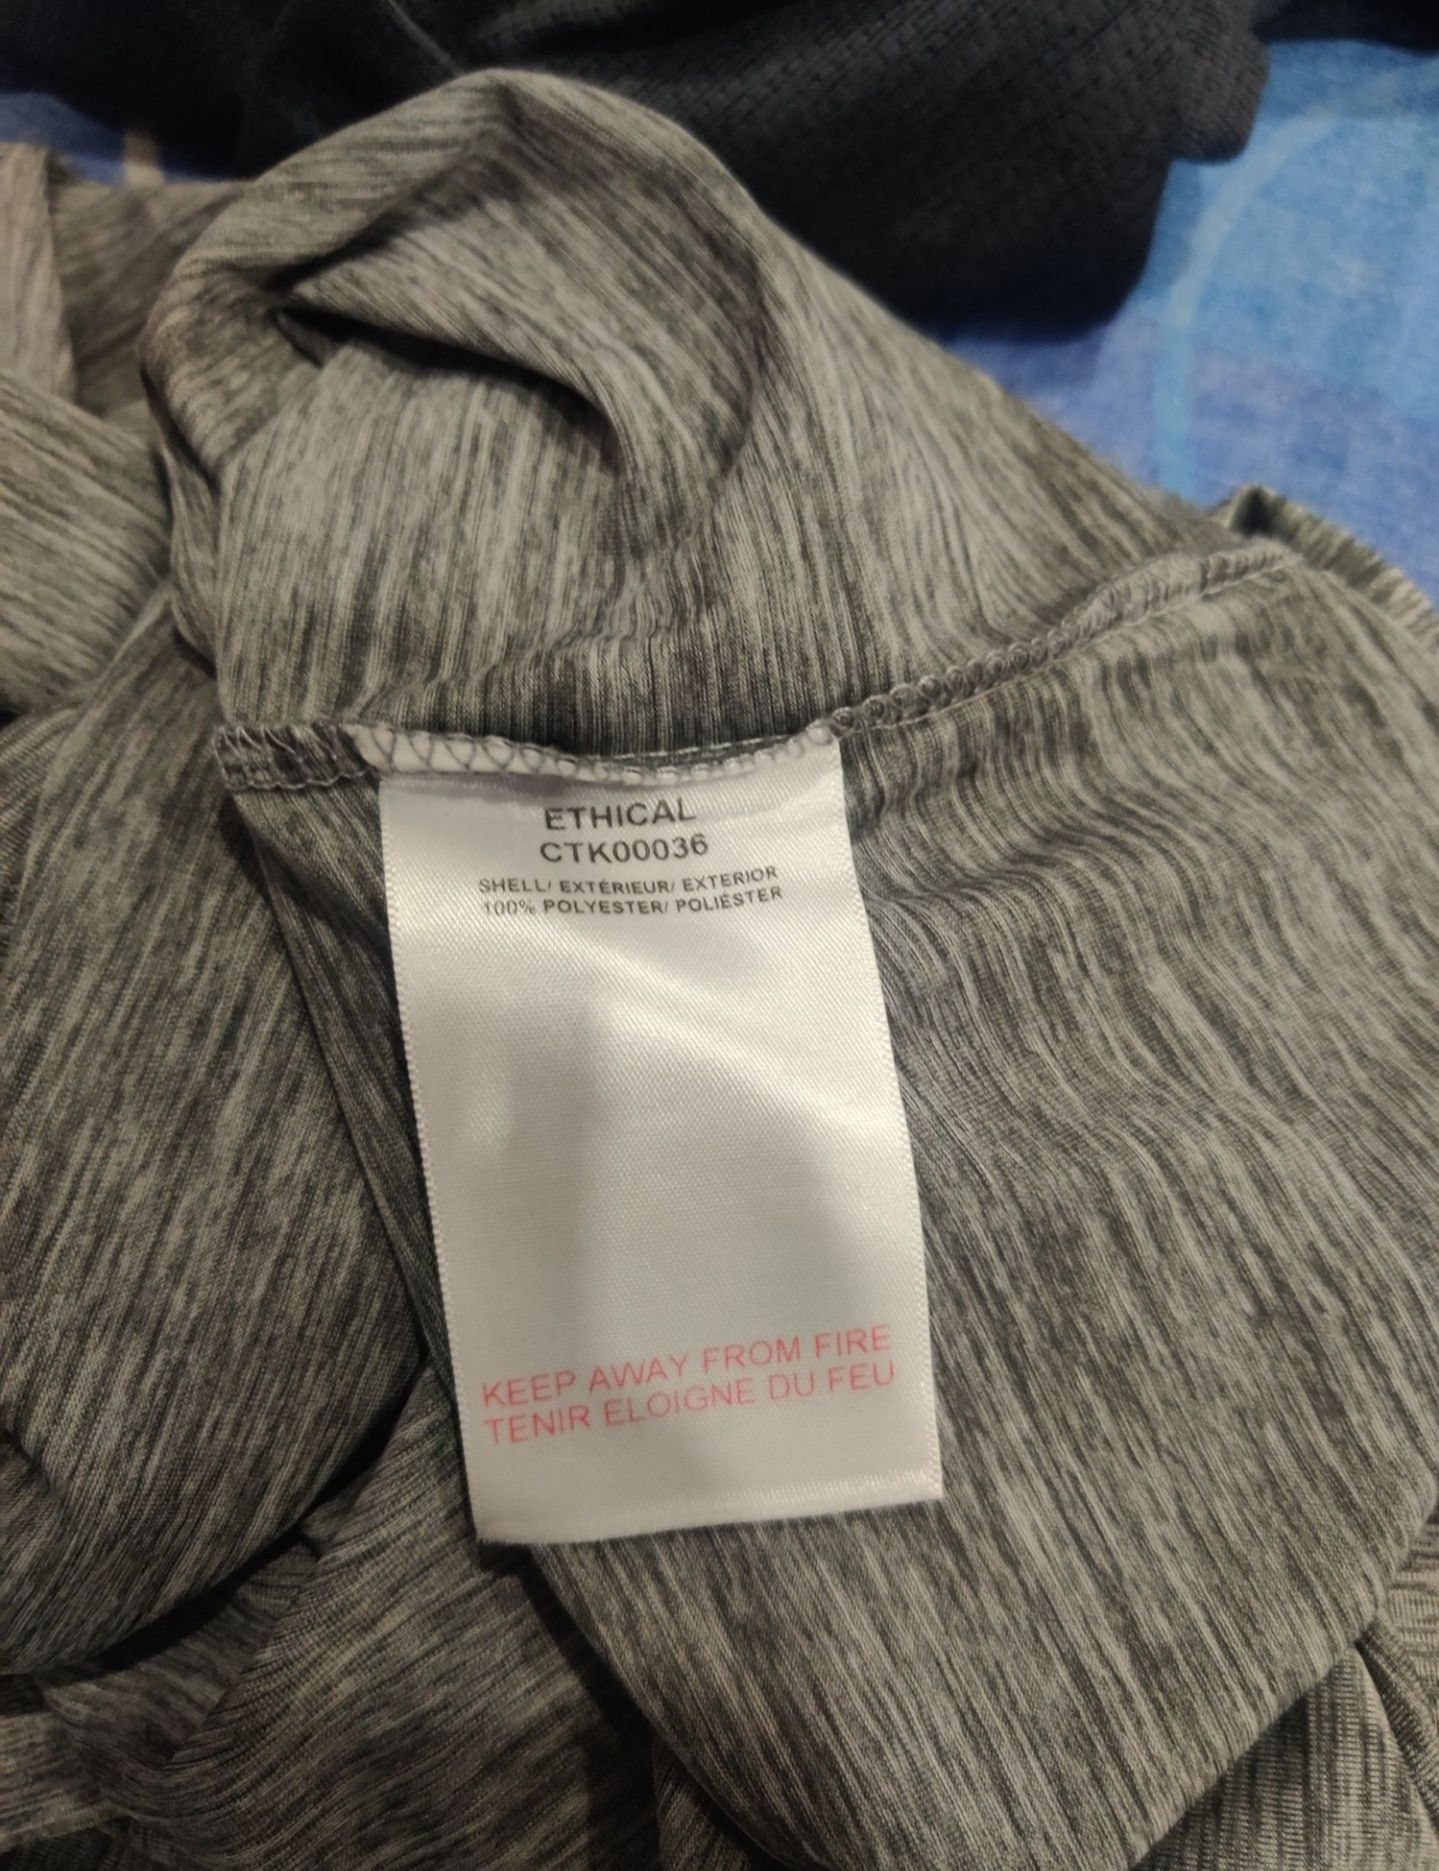 ETHICAL
CTK00036
SHELL/ EXTÉRIEUR/ EXTERIOR
100% POLYESTER/ POLIÉSTER
KEEP AWAY FROM FIRE
TENIR ELOIGNE DU FEU